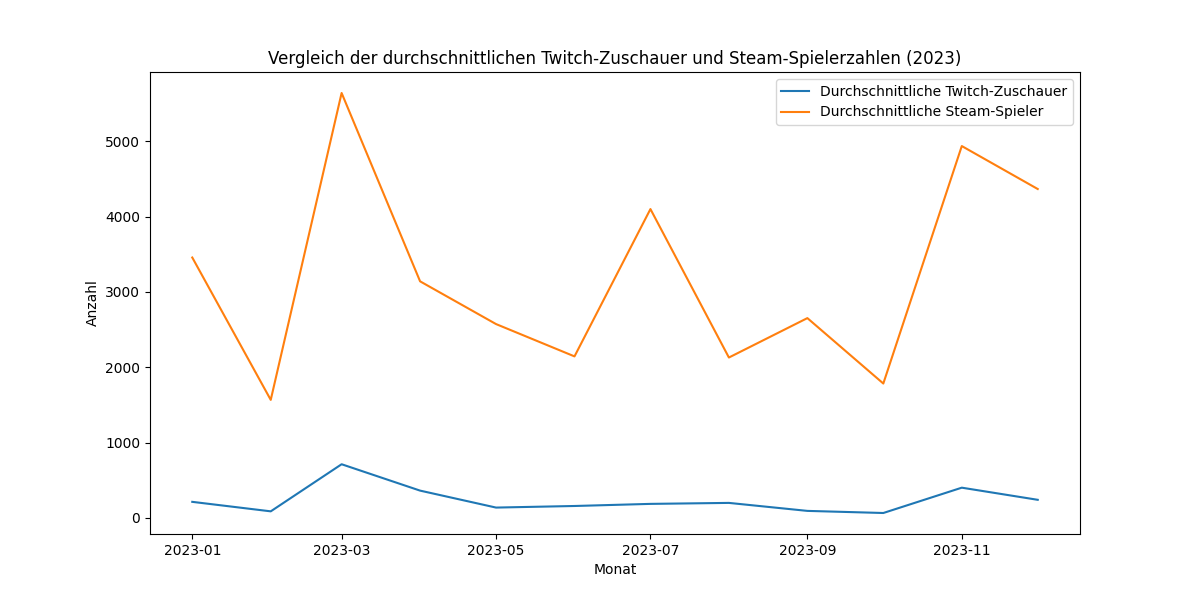 Vergleich der durchschnittlichen Twitch-Zuschauer und Steam-Spielerzahlen (2023)
Durchschnittliche Twitch-Zuschauer
Durchschnittliche Steam-Spieler
Anzahl
5000
4000
3000
2000
1000
0
2023-01 2023-03 2023-05 2023-07 2023-09 2023-11
Monat